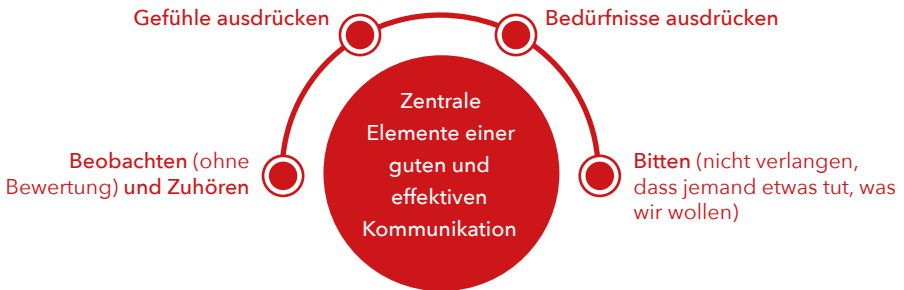 Gefühle ausdrücken
Bedürfnisse ausdrücken
Zentrale
Elemente einer
guten und
effektiven
Kommunikation
Beobachten (ohne
Bewertung) und Zuhören
Bitten (nicht verlangen,
dass jemand etwas tut, was
wir wollen)